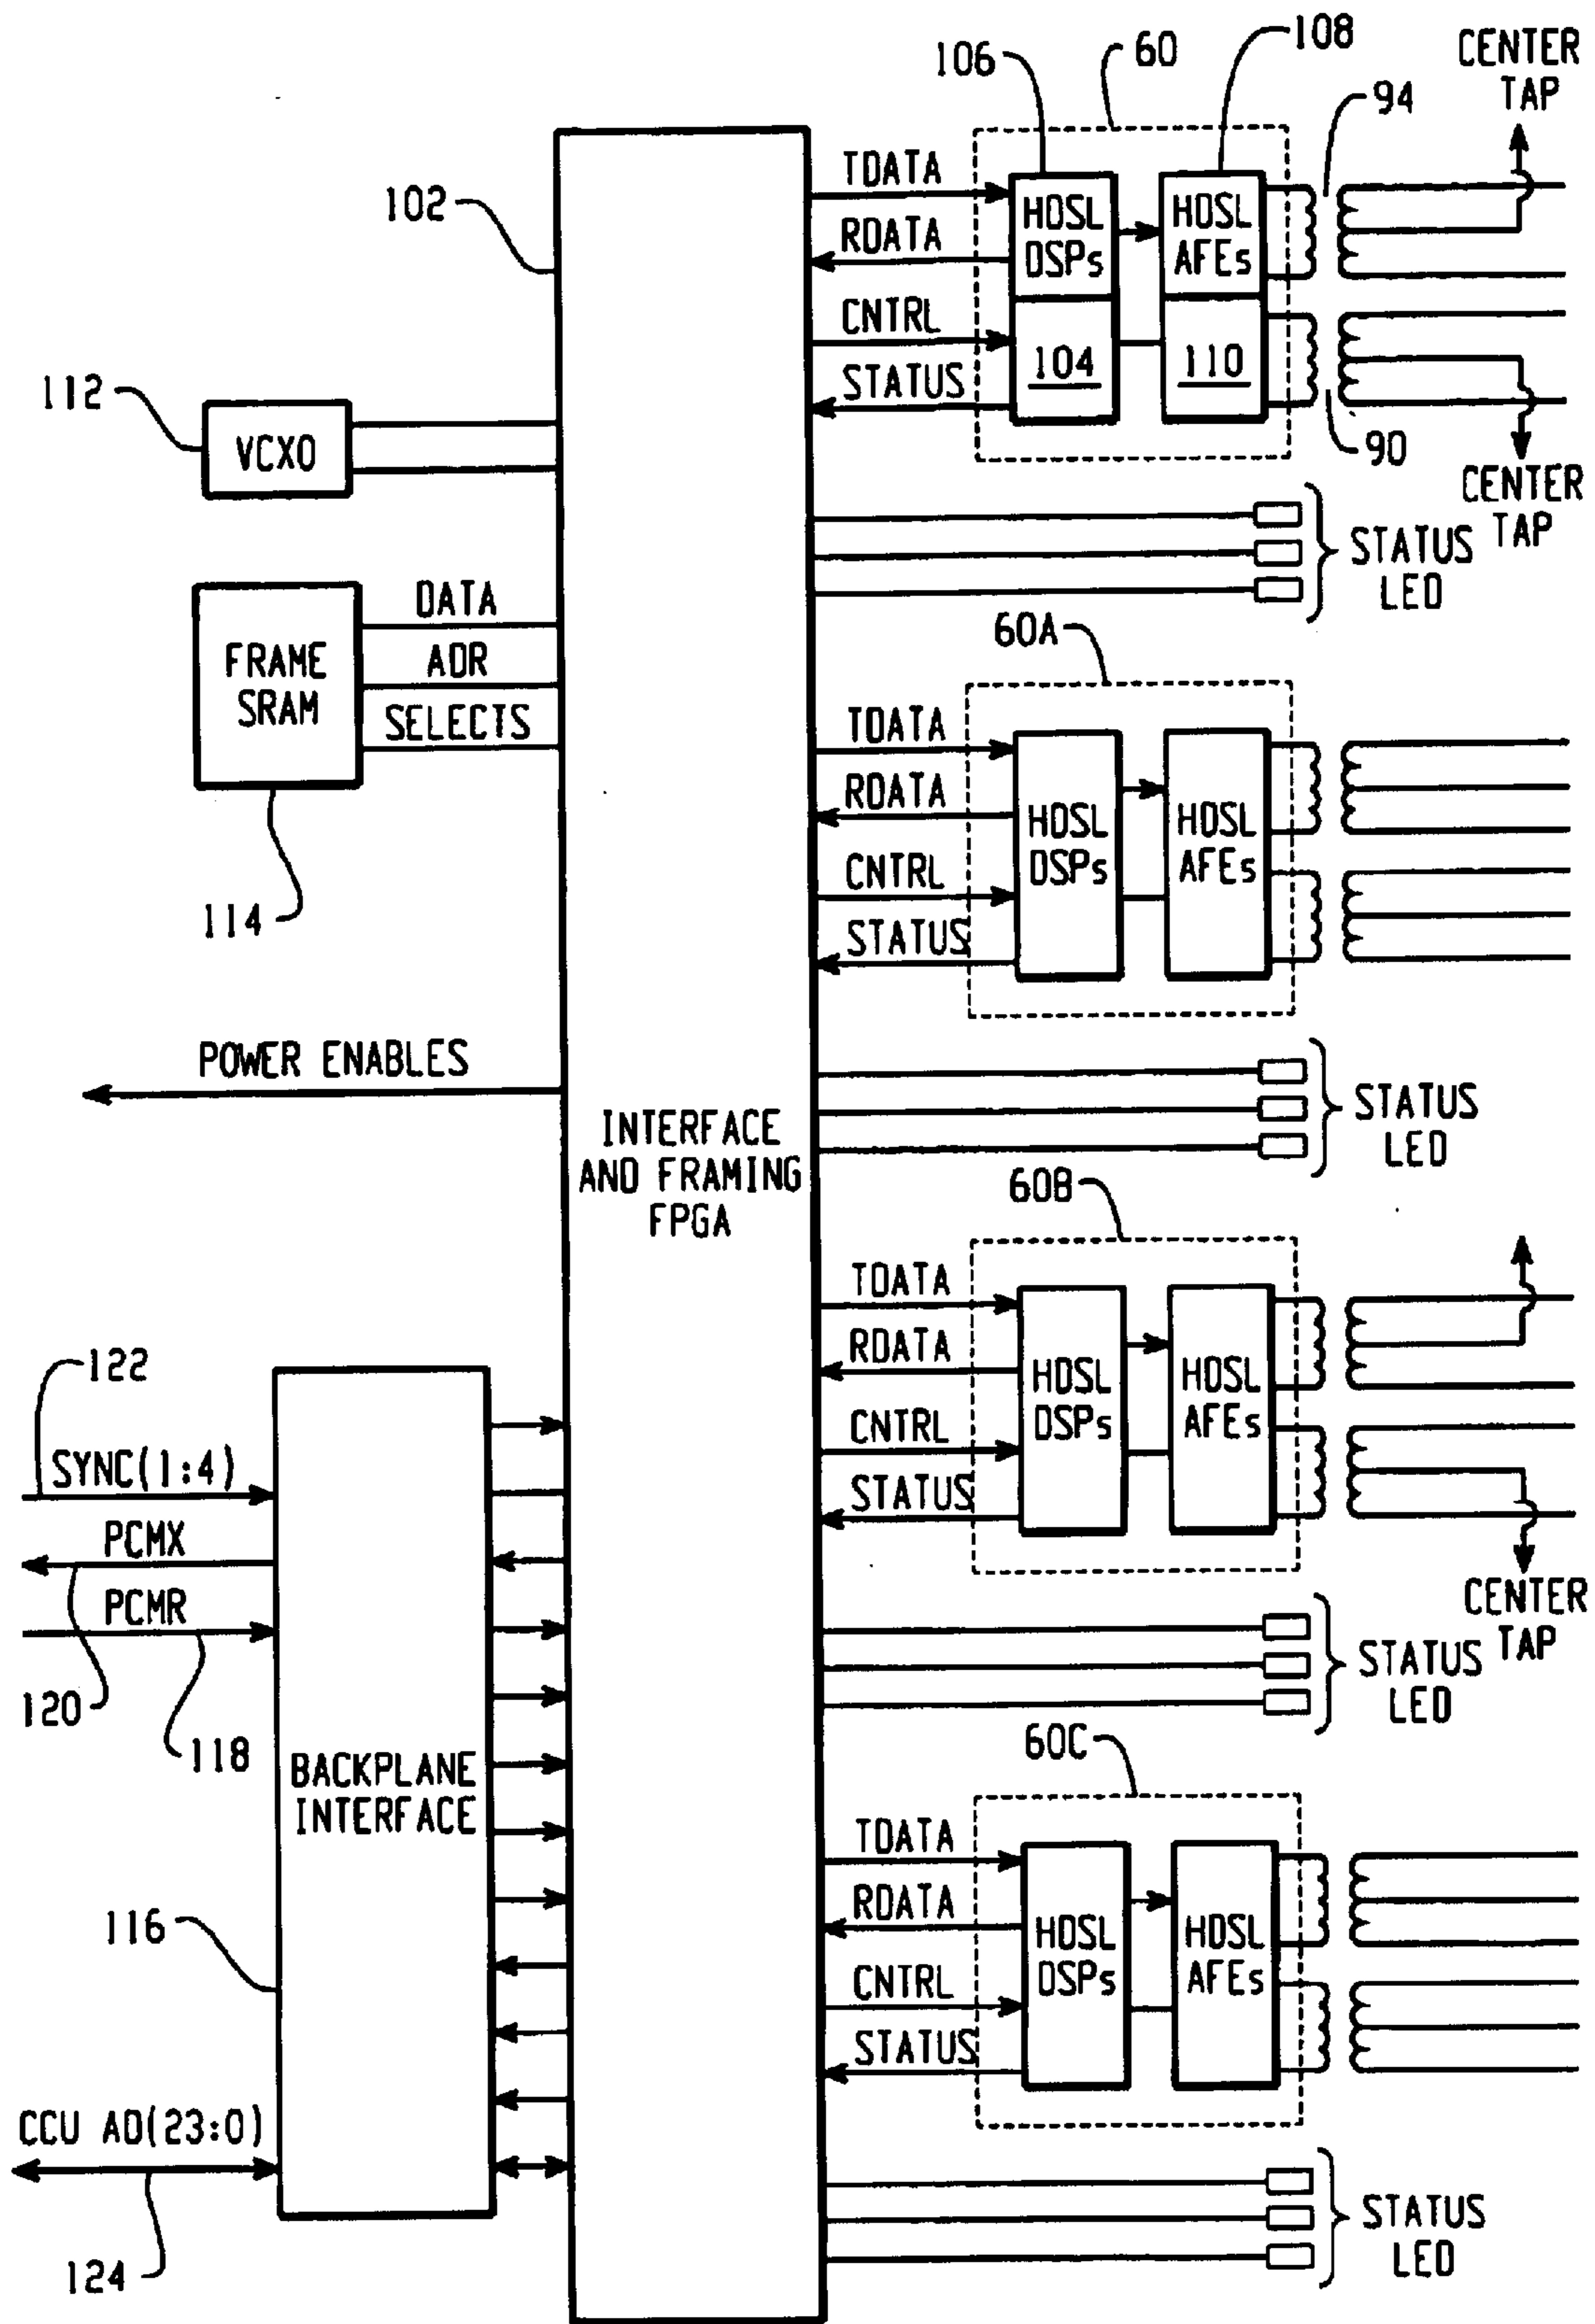 106
60
108
CENTER
TAP
94
102
TDATA
RDATA
CNTRL
STATUS
HDSL
DSPs
HDSL
AFEs
104
110
90
CENTER
TAP
112
VCXO
STATUS
LED
FRAME
SRAM
DATA
ADR
SELECTS
114
60A
TDATA
RDATA
CNTRL
STATUS
HDSL
DSPs
HDSL
AFEs
POWER ENABLES
STATUS
LED
INTERFACE
AND FRAMING
FPGA
60B
TDATA
RDATA
CNTRL
STATUS
HDSL
DSPs
HDSL
AFEs
CENTER
TAP
122
SYNC(1:4)
PCMX
PCMR
120
118
BACKPLANE
INTERFACE
STATUS
LED
60C
TDATA
RDATA
CNTRL
STATUS
HDSL
DSPs
HDSL
AFEs
116
CCU AD(23:0)
124
STATUS
LED